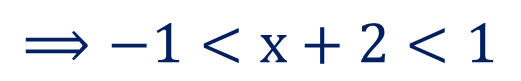 ⟹ −1 < x + 2 < 1